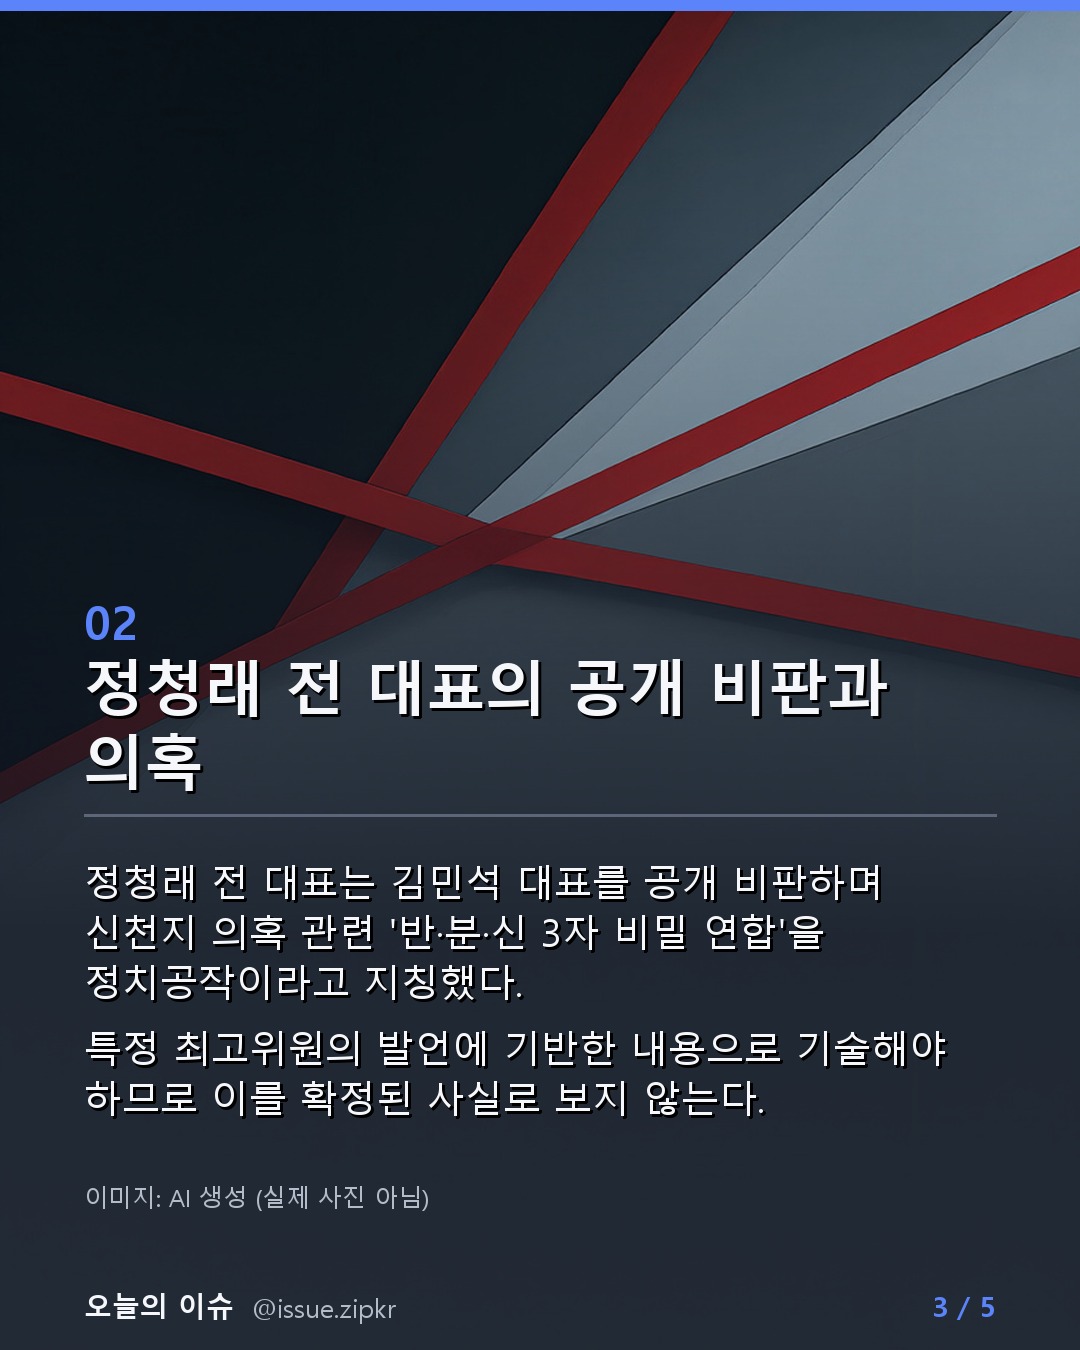 02
정청래 전 대표의 공개 비판과
의혹
정청래 전 대표는 김민석 대표를 공개 비판하며
신천지 의혹 관련 '반·분·신 3자 비밀 연합'을
정치공작이라고 지칭했다.
특정 최고위원의 발언에 기반한 내용으로 기술해야
하므로 이를 확정된 사실로 보지 않는다.
이미지: AI 생성 (실제 사진 아님)
오늘의 이슈 @issue.zipkr
3 / 5